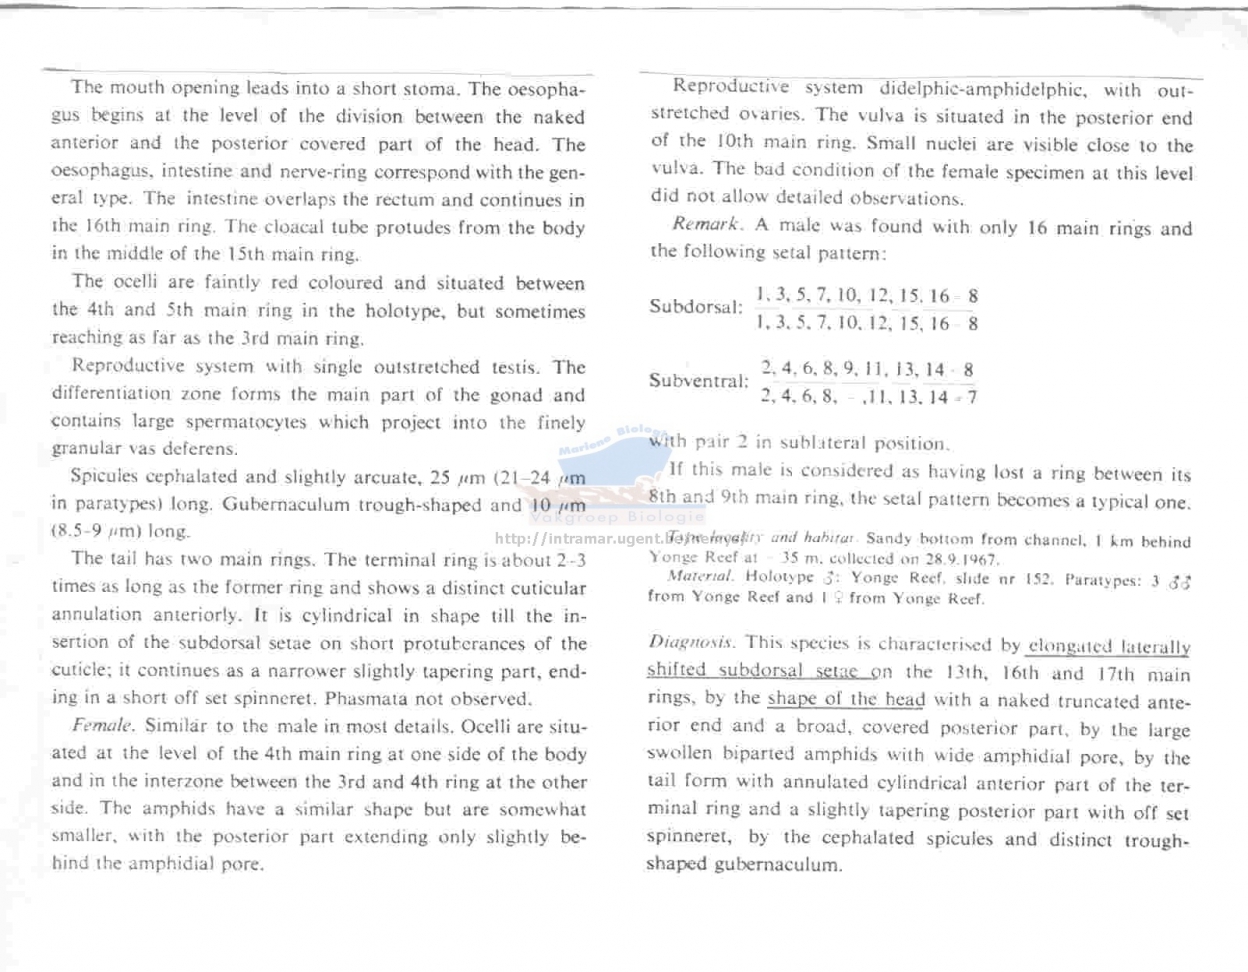 The mouth opening leads into a short stoma. The oesopha-
gus begins at the level of the division between the naked
anterior and the posterior covered part of the head. The
oesophagus, intestine and nerve-ring correspond with the gen-
eral type. The intestine overlaps the rectum and continues in
the 16th main ring. The cloacal tube protudes from the body
in the middle of the 15th main ring.
The ocelli are faintly red coloured and situated between
the 4th and 5th main ring in the holotype, but sometimes
reaching as far as the 3rd main ring.
Reproductive system with single outstretched testis. The
differentiation zone forms the main part of the gonad and
contains large spermatocytes which project into the finely
granular vas deferens.
Spicules cephalated and slightly arcuate, 25 µm (21–24 µm
in paratypes) long. Gubernaculum trough-shaped and 10 µm
(8.5-9 µm) long.
The tail has two main rings. The terminal ring is about 2-3
times as long as the former ring and shows a distinct cuticular
annulation anteriorly. It is cylindrical in shape till the in-
sertion of the subdorsal setae on short protuberances of the
cuticle; it continues as a narrower slightly tapering part, end-
ing in a short off set spinneret. Phasmata not observed.
Female. Similar to the male in most details. Ocelli are situ-
ated at the level of the 4th main ring at one side of the body
and in the interzone between the 3rd and 4th ring at the other
side. The amphids have a similar shape but are somewhat
smaller, with the posterior part extending only slightly be-
hind the amphidial pore.
Reproductive system didelphic-amphidelphic, with out-
stretched ovaries. The vulva is situated in the posterior end
of the 10th main ring. Small nuclei are visible close to the
vulva. The bad condition of the female specimen at this level
did not allow detailed observations.
Remark. A male was found with only 16 main rings and
the following setal pattern:
Subdorsal: 1, 3, 5, 7, 10, 12, 15, 16 = 8
1, 3, 5, 7, 10, 12, 15, 16 = 8
Subventral: 2, 4, 6, 8, 9, 11, 13, 14 = 8
2, 4, 6, 8, – ,11, 13, 14 = 7
with pair 2 in sublateral position.
If this male is considered as having lost a ring between its
8th and 9th main ring, the setal pattern becomes a typical one.
Type locality and habitat. Sandy bottom from channel, 1 km behind
Yonge Reef at – 35 m, collected on 28.9.1967.
Material. Holotype ♂: Yonge Reef, slide nr 152. Paratypes: 3 ♂♂
from Yonge Reef and 1 ♀ from Yonge Reef.
Diagnosis. This species is characterised by elongated laterally
shifted subdorsal setae on the 13th, 16th and 17th main
rings, by the shape of the head with a naked truncated ante-
rior end and a broad, covered posterior part, by the large
swollen biparted amphids with wide amphidial pore, by the
tail form with annulated cylindrical anterior part of the ter-
minal ring and a slightly tapering posterior part with off set
spinneret, by the cephalated spicules and distinct trough-
shaped gubernaculum.
Mariene Biologie
Vakgroep Biologie
http://intramar.ugent.be/nemys